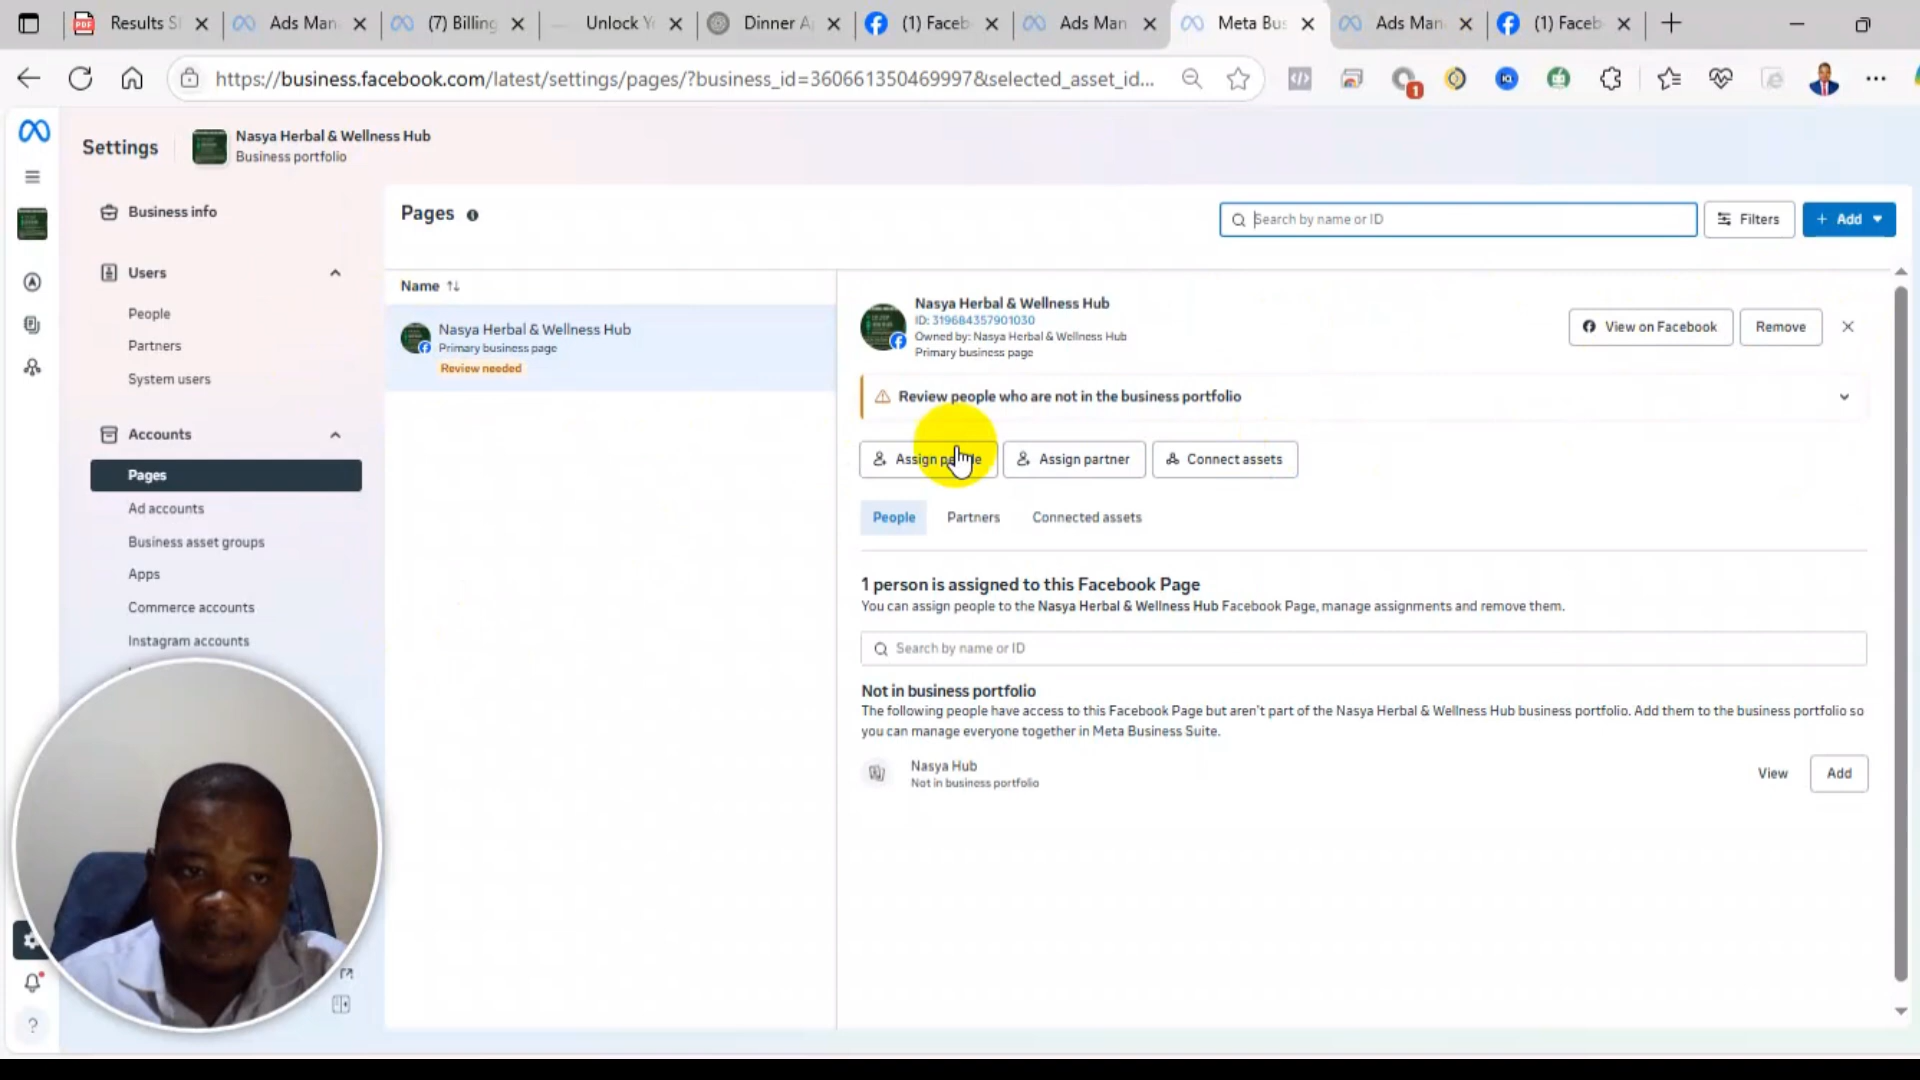 Results S
Ads Man
(7) Billing
Unlock Y
Dinner A
(1) Faceb
Ads Man
Meta Bus
Ads Man
(1) Faceb
https://business.facebook.com/latest/settings/pages/?business_id=360661350469997&selected_asset_id...
1
Settings
Nasya Herbal & Wellness Hub
Business portfolio
Business info
Users
People
Partners
System users
Accounts
Pages
Ad accounts
Business asset groups
Apps
Commerce accounts
Instagram accounts
Pages
Search by name or ID
Filters
+ Add
Name
Nasya Herbal & Wellness Hub
Primary business page
Review needed
Nasya Herbal & Wellness Hub
ID: 319684357901030
Owned by: Nasya Herbal & Wellness Hub
Primary business page
View on Facebook
Remove
Review people who are not in the business portfolio
Assign people
Assign partner
Connect assets
People
Partners
Connected assets
1 person is assigned to this Facebook Page
You can assign people to the Nasya Herbal & Wellness Hub Facebook Page, manage assignments and remove them.
Search by name or ID
Not in business portfolio
The following people have access to this Facebook Page but aren't part of the Nasya Herbal & Wellness Hub business portfolio. Add them to the business portfolio so
you can manage everyone together in Meta Business Suite.
Nasya Hub
Not in business portfolio
View
Add